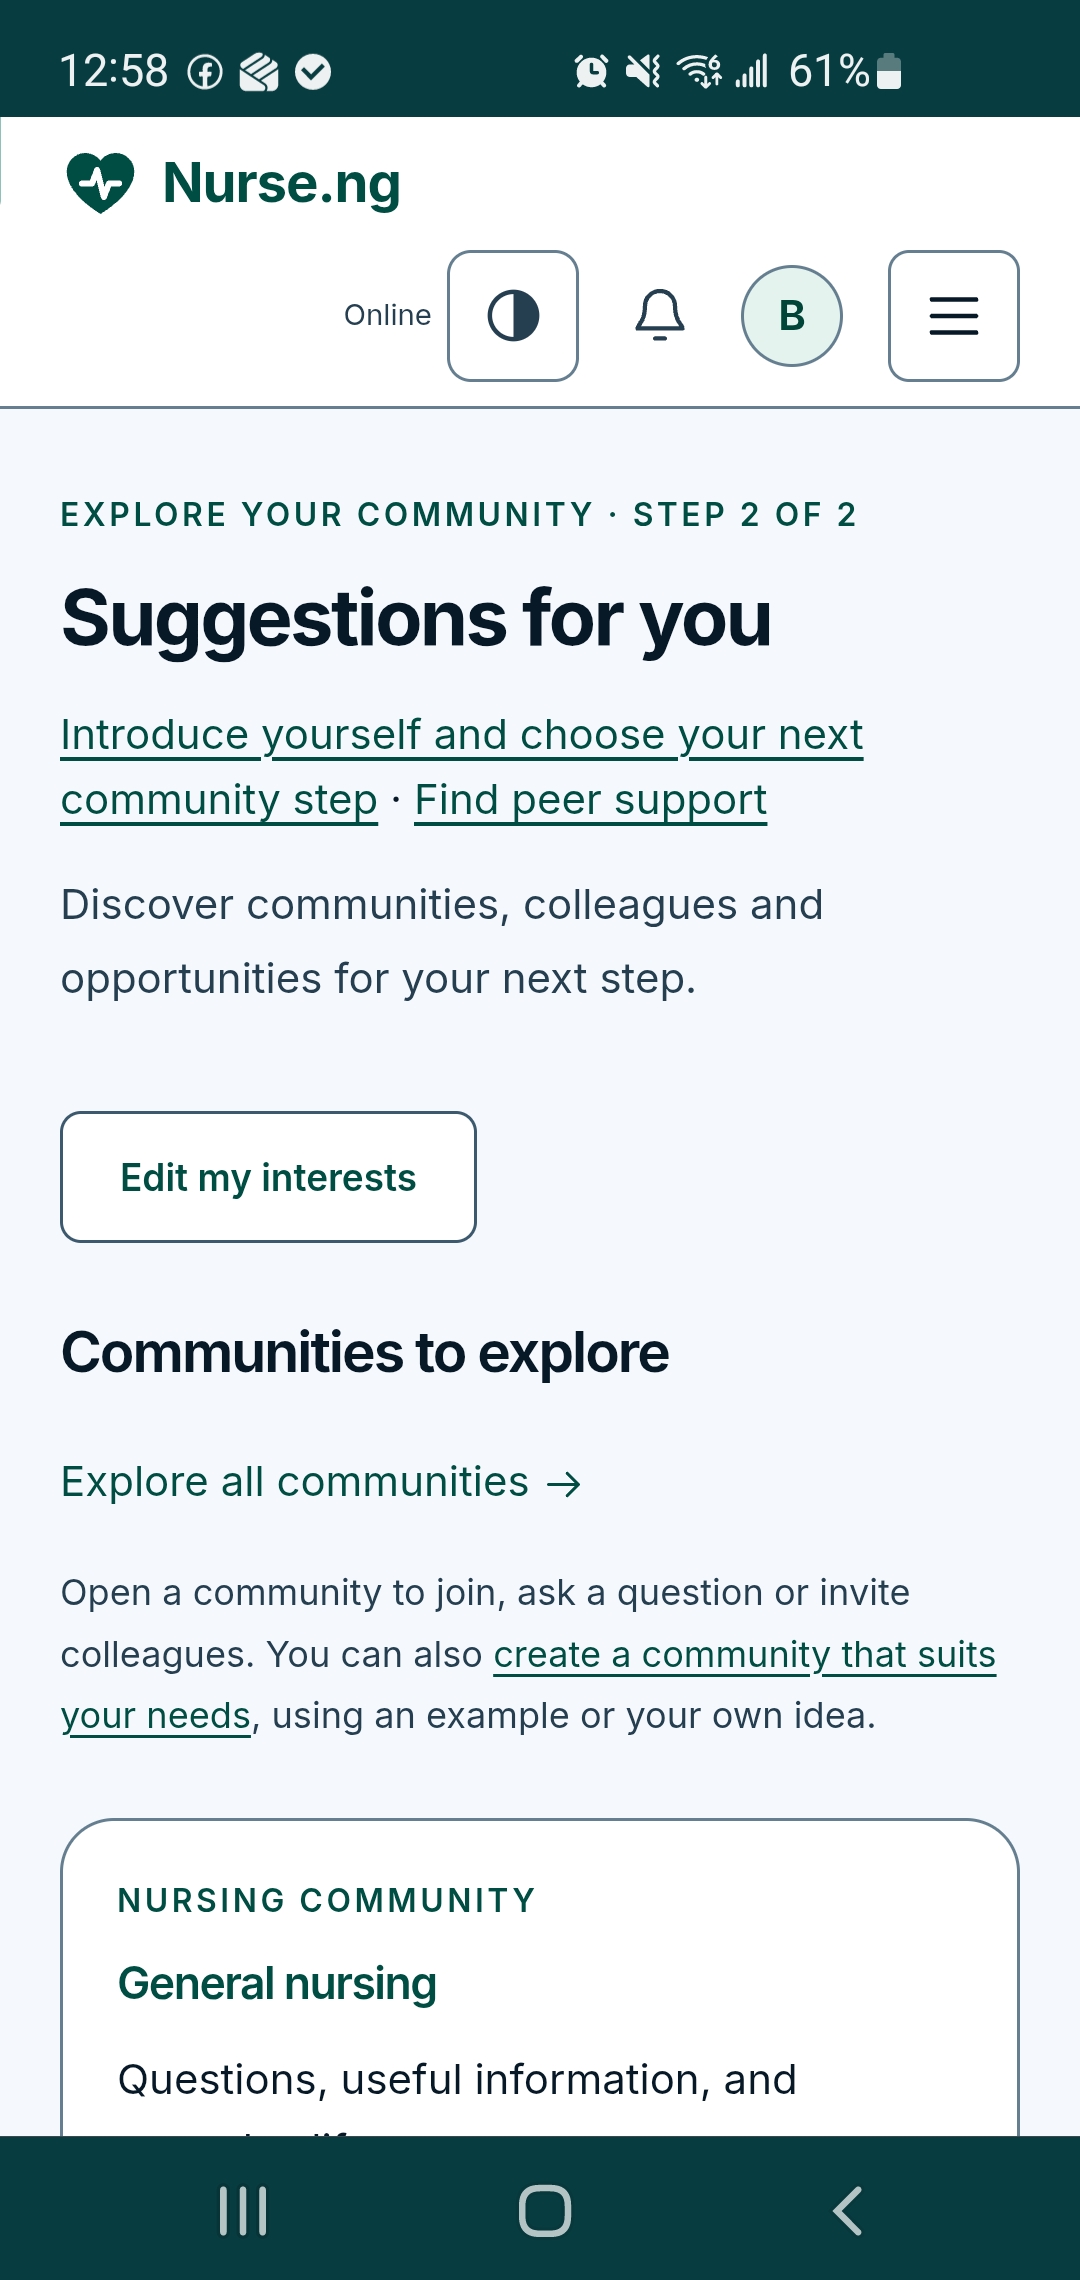 12:58
61%
Nurse.ng
Online
B
EXPLORE YOUR COMMUNITY · STEP 2 OF 2
Suggestions for you
Introduce yourself and choose your next
community step · Find peer support
Discover communities, colleagues and
opportunities for your next step.
Edit my interests
Communities to explore
Explore all communities →
Open a community to join, ask a question or invite
colleagues. You can also create a community that suits
your needs, using an example or your own idea.
NURSING COMMUNITY
General nursing
Questions, useful information, and